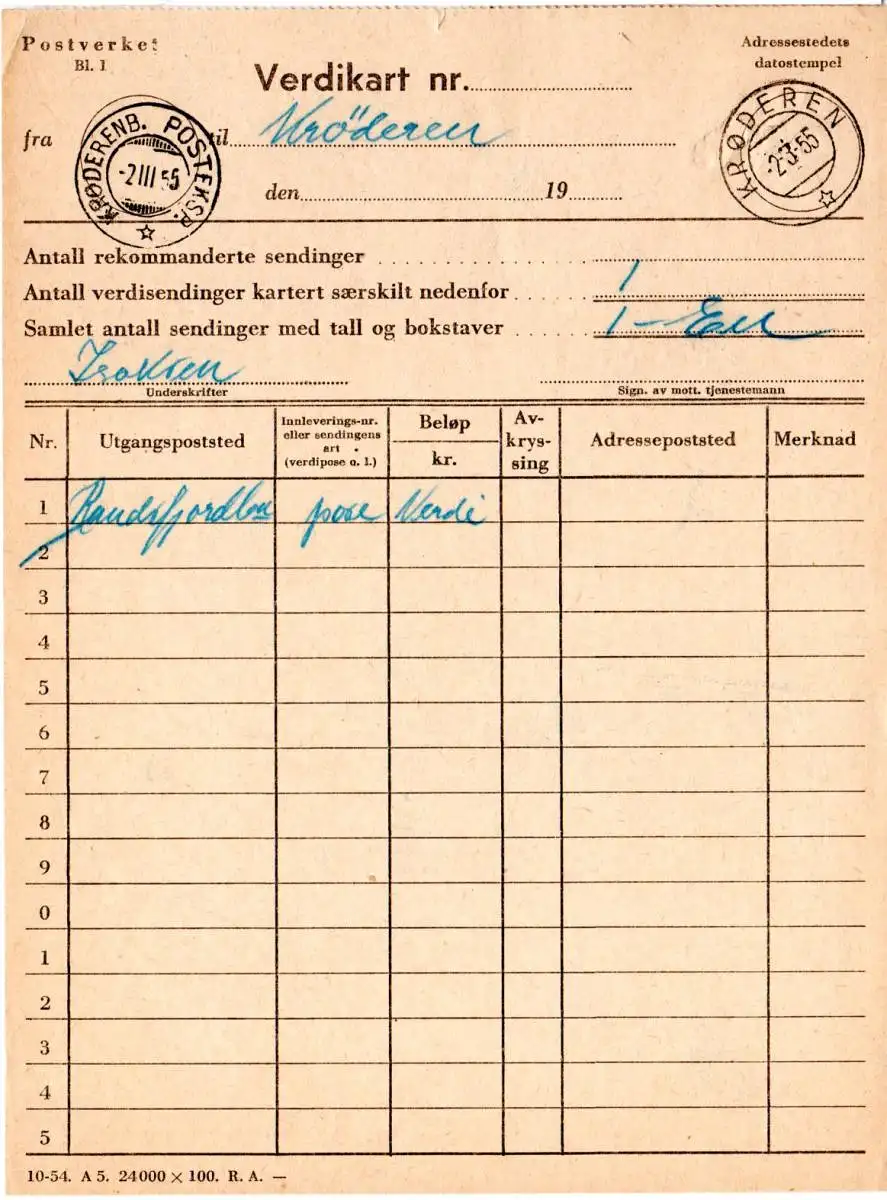 Postverket
Bl. 1
Adressestedets
datostempel
Verdikart nr.
fra
KRØDERENB. POSTEKSP.
-2III 55
til Krøderen
KRØDEREN
-2-3-55
den 19
Antall rekommanderte sendinger
Antall verdisendinger kartert særskilt nedenfor 1
Samlet antall sendinger med tall og bokstaver 1 – En
Underskrifter
Sign. av mott. tjenestemann
Nr. Utgangspoststed Innleverings-nr. eller sendingens art (verdipose o. l.) Beløp kr. Av-krys-sing Adressepoststed Merknad
1 Randsfjordban pose Verdi
2
3
4
5
6
7
8
9
0
1
2
3
4
5
10-54. A 5. 24000 × 100. R. A. —